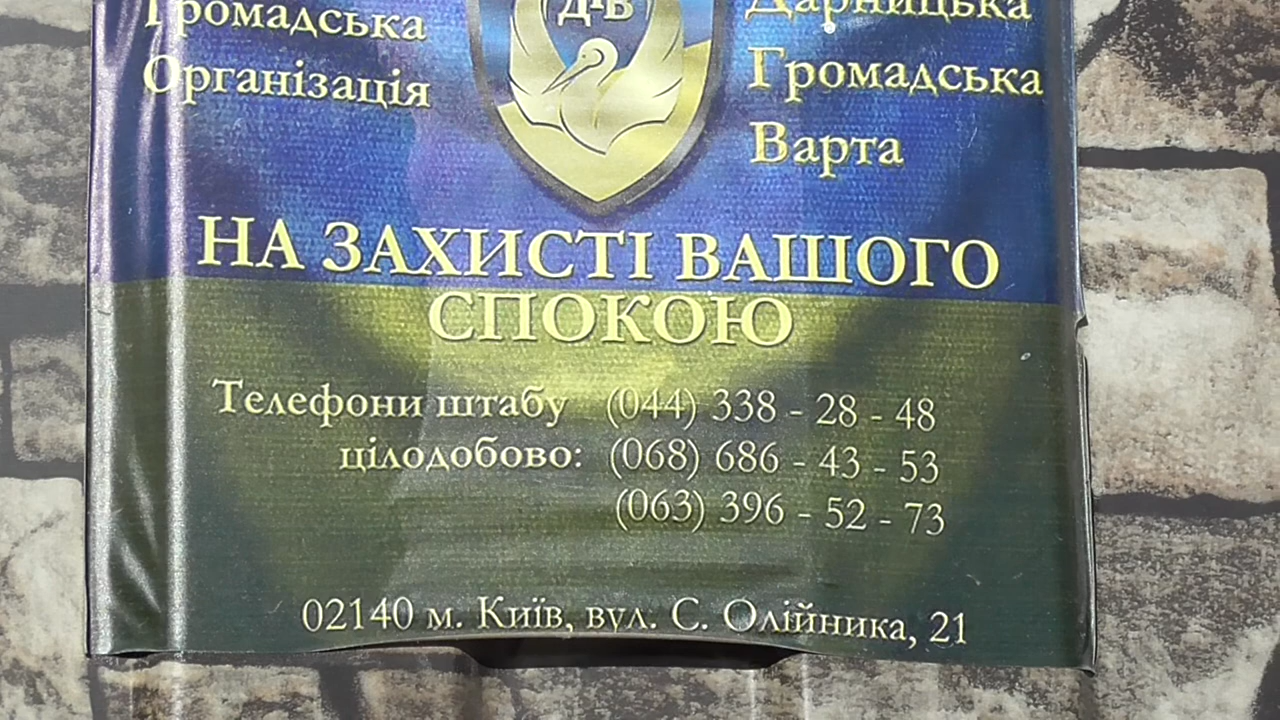 Громадська
Організація
Д-В
Дарницька
Громадська
Варта
НА ЗАХИСТІ ВАШОГО
СПОКОЮ
Телефони штабу (044) 338 - 28 - 48
цілодобово: (068) 686 - 43 - 53
(063) 396 - 52 - 73
02140 м. Київ, вул. С. Олійника, 21